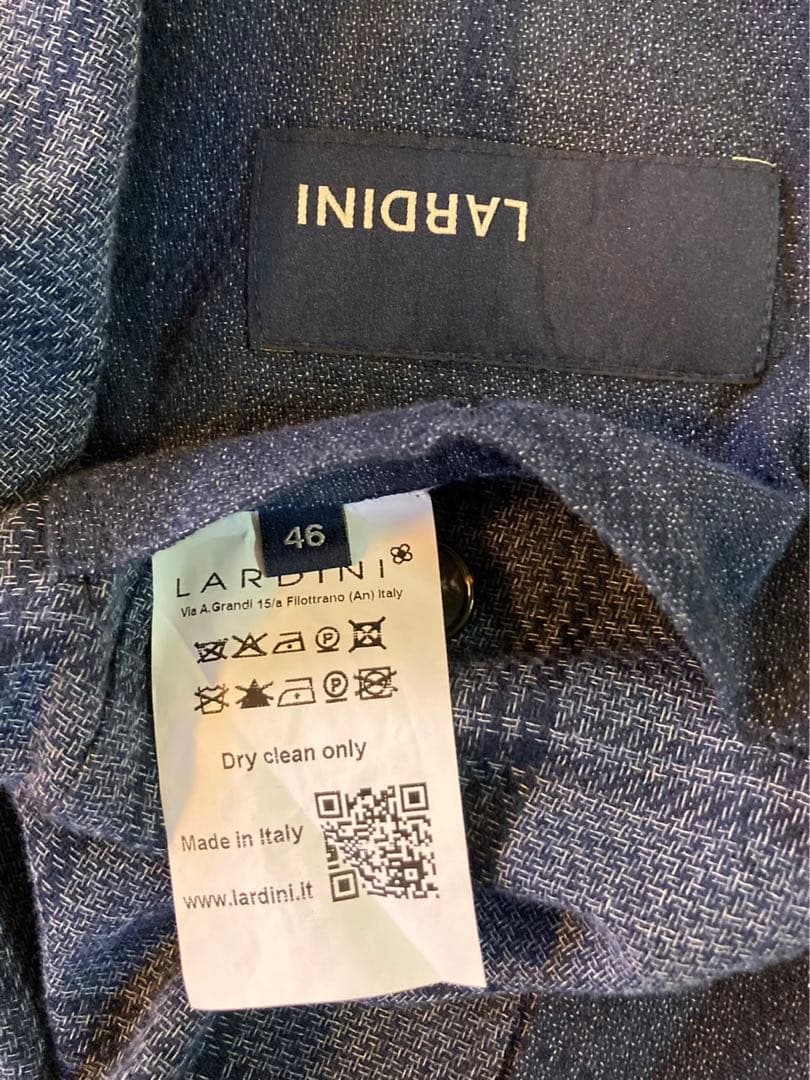 LARDINI
46
LARDINI
Via A.Grandi 15/a Filottrano (An) Italy
Dry clean only
Made in Italy
www.lardini.it